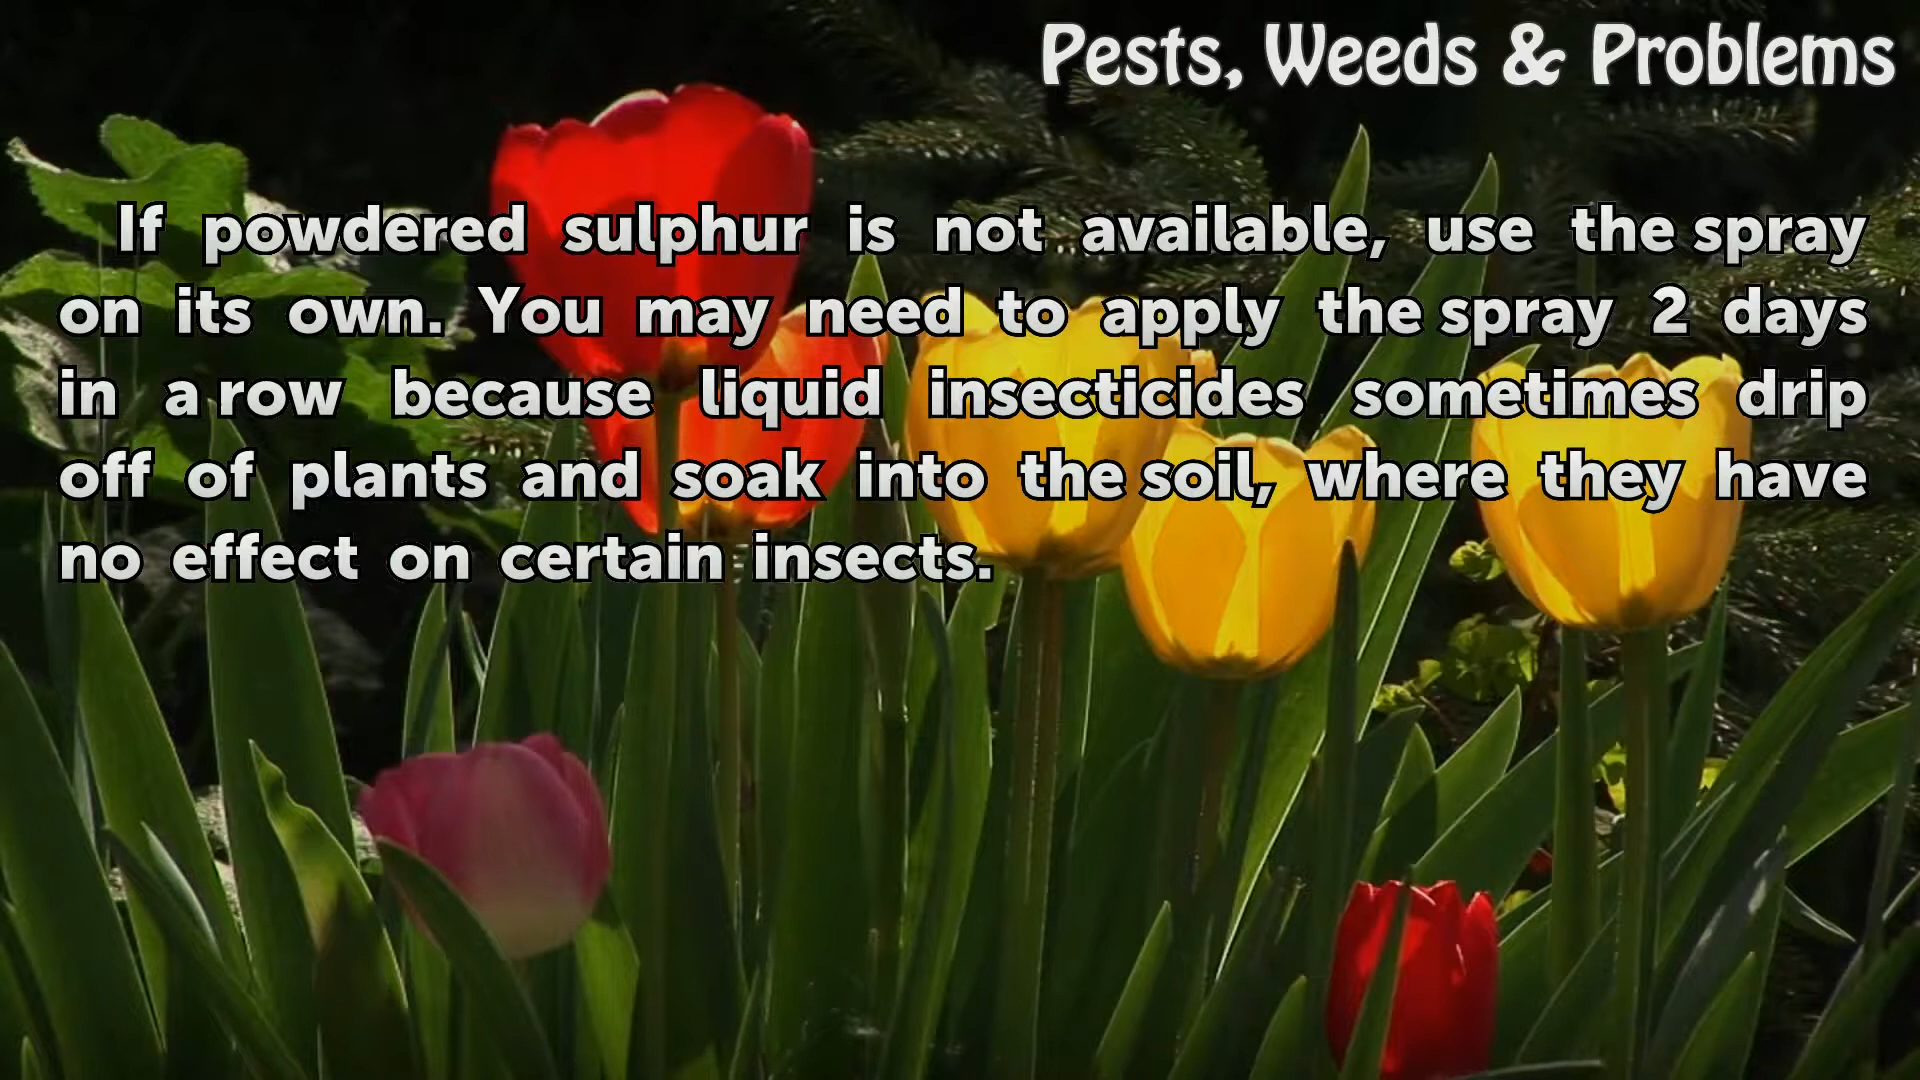 Pests, Weeds & Problems
If powdered sulphur is not available, use the spray
on its own. You may need to apply the spray 2 days
in a row because liquid insecticides sometimes drip
off of plants and soak into the soil, where they have
no effect on certain insects.